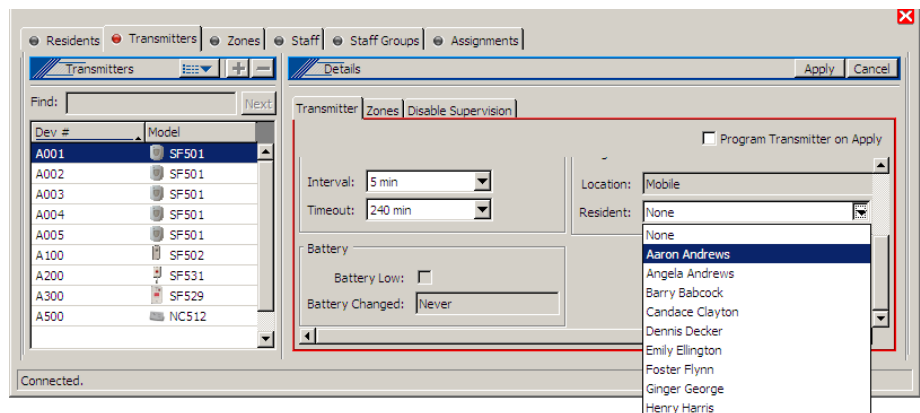 Residents Transmitters Zones Staff Staff Groups Assignments
Transmitters
Details Apply Cancel
Find: Next
Transmitter Zones Disable Supervision
Dev # Model
Program Transmitter on Apply
A001 SF501
A002 SF501
A003 SF501
A004 SF501
A005 SF501
A100 SF502
A200 SF531
A300 SF529
A500 NC512
Interval: 5 min
Timeout: 240 min
Battery
Battery Low:
Battery Changed: Never
Location: Mobile
Resident: None
None
Aaron Andrews
Angela Andrews
Barry Babcock
Candace Clayton
Dennis Decker
Emily Ellington
Foster Flynn
Ginger George
Henry Harris
Connected.